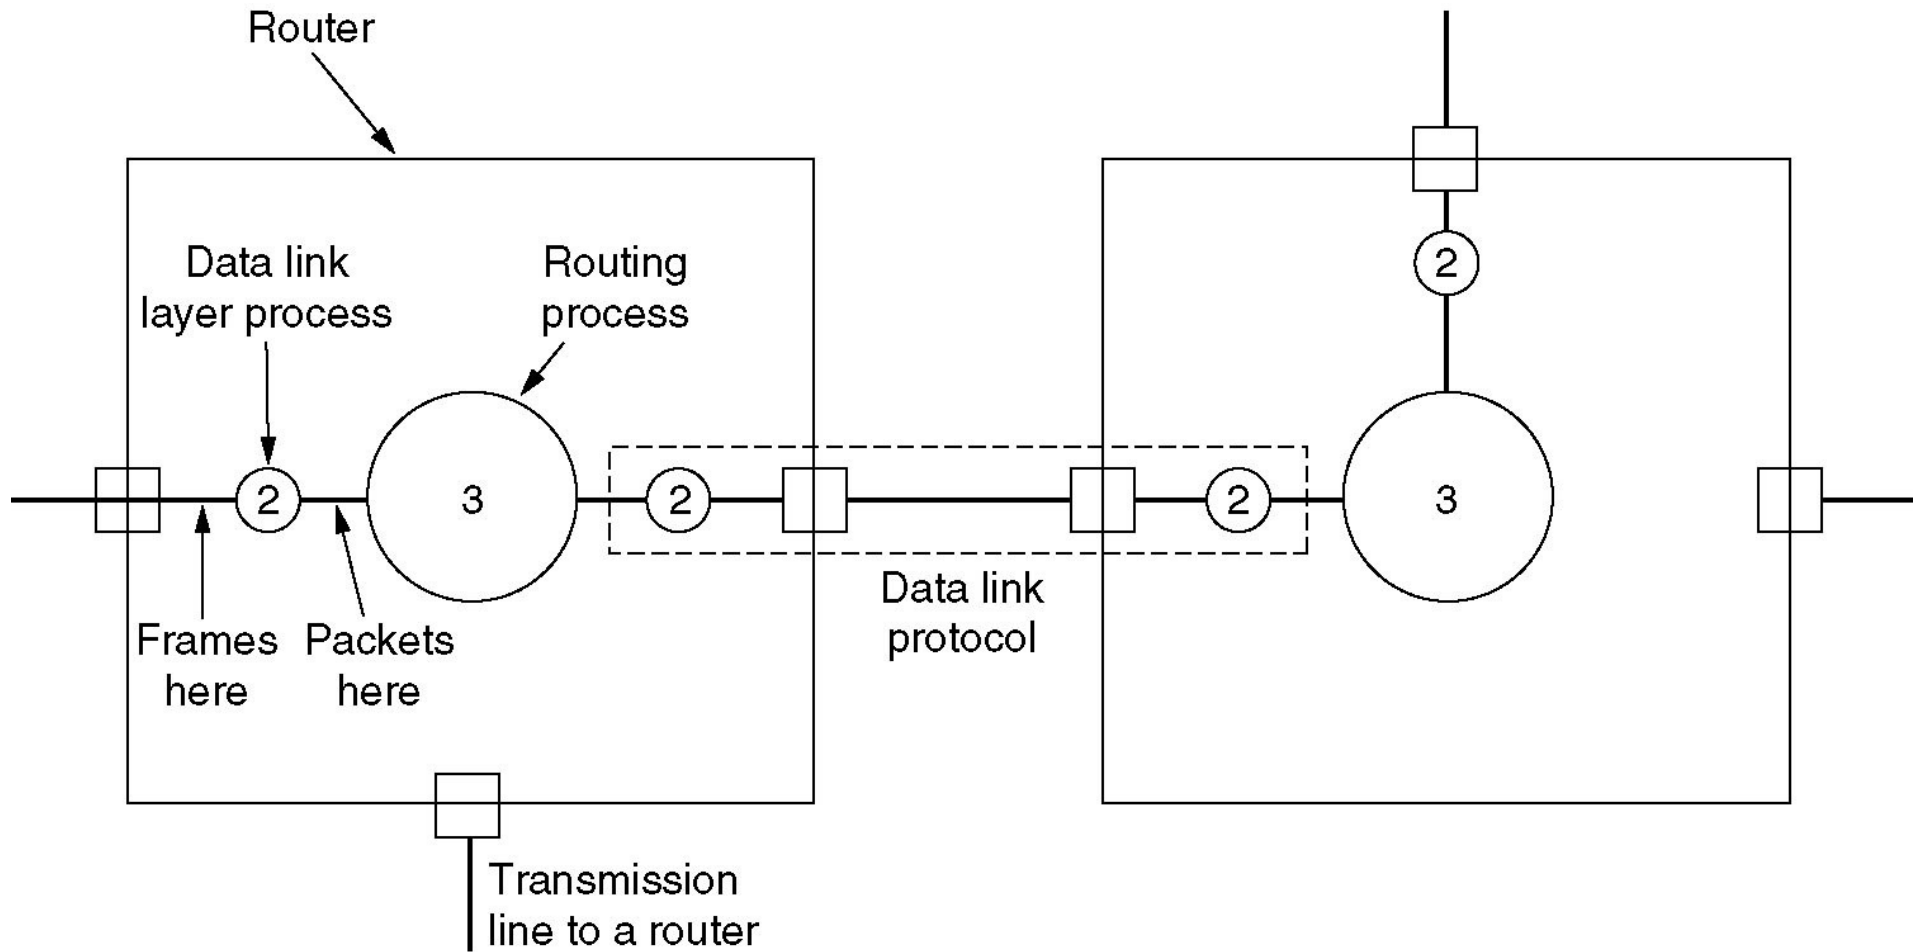 Router
Data link
layer process
Routing
process
2
2
3
2
2
3
Frames
here
Packets
here
Data link
protocol
Transmission
line to a router